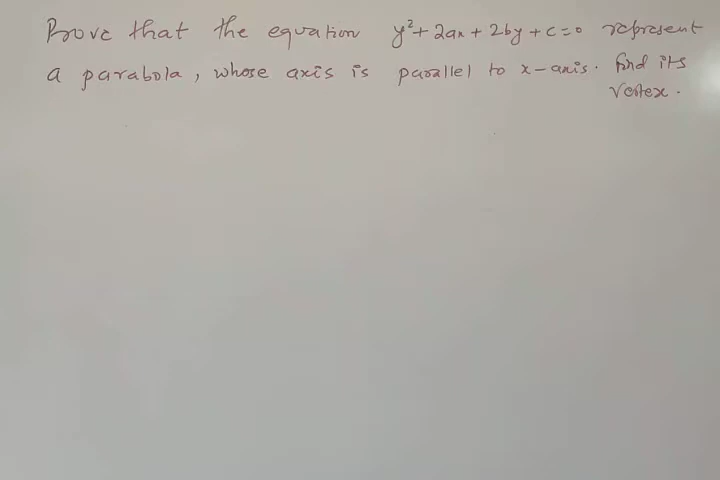 Prove that the equation y²+ 2ax + 2by + c = 0 represent
a parabola, whose axis is parallel to x-axis. find its
vertex.